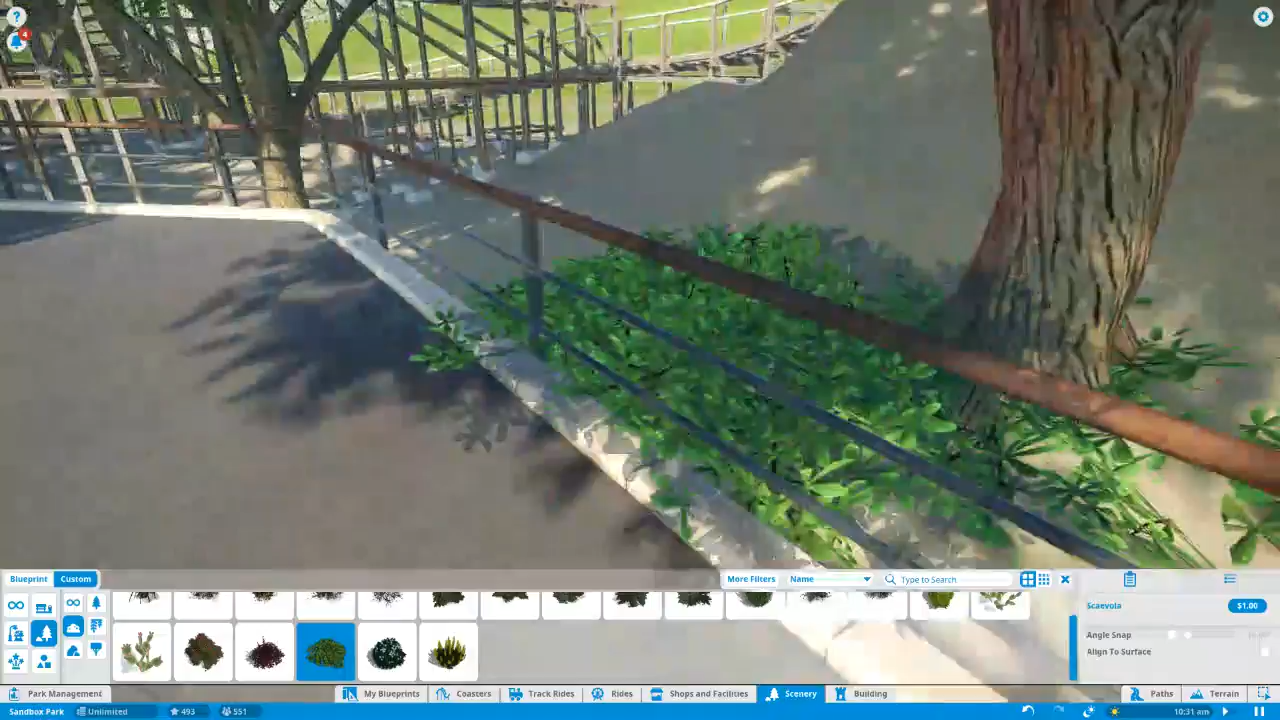 ?
4
Blueprint
Custom
More Filters
Name
Type to Search
Scaevola
$1.00
Angle Snap
Align To Surface
Park Management
My Blueprints
Coasters
Track Rides
Rides
Shops and Facilities
Scenery
Building
Paths
Terrain
Sandbox Park
Unlimited
493
551
10:31 am